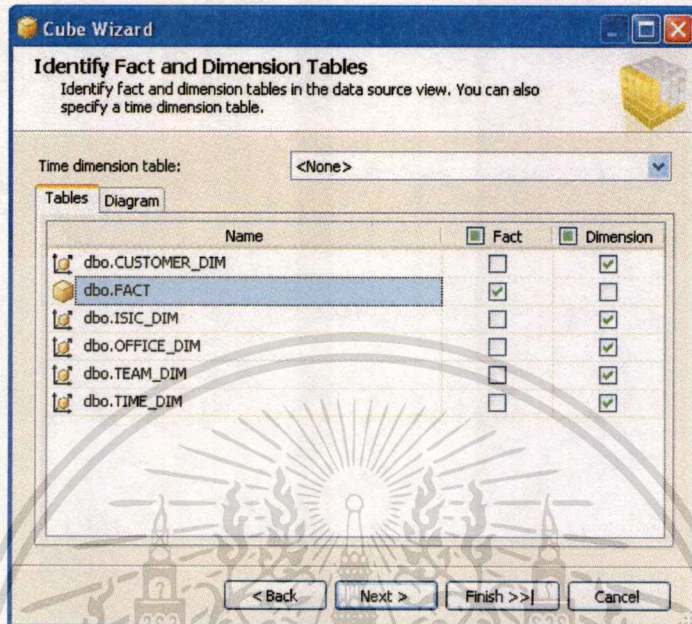 Cube Wizard
Identify Fact and Dimension Tables
Identify fact and dimension tables in the data source view. You can also
specify a time dimension table.
Time dimension table: <None>
Tables Diagram
Name Fact Dimension
dbo.CUSTOMER_DIM
dbo.FACT
dbo.ISIC_DIM
dbo.OFFICE_DIM
dbo.TEAM_DIM
dbo.TIME_DIM
< Back Next > Finish >>| Cancel